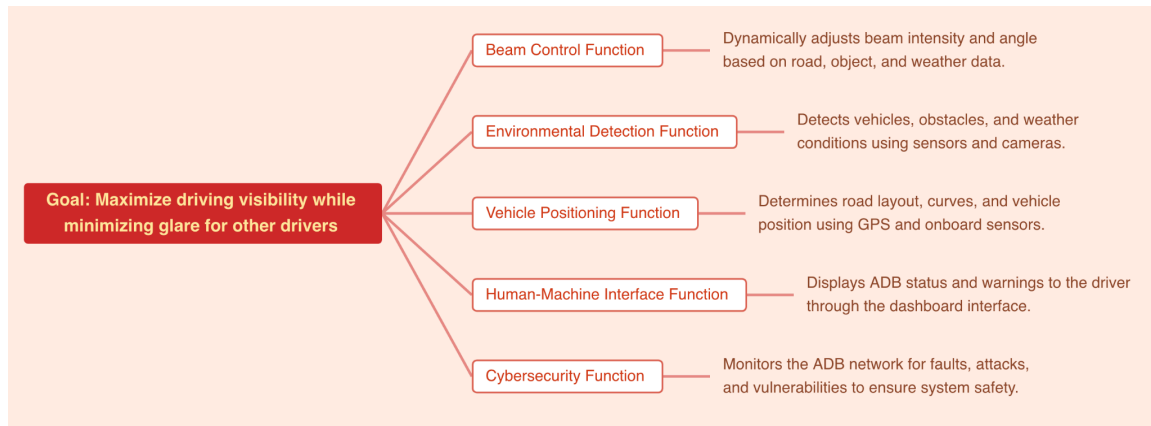 Goal: Maximize driving visibility while
minimizing glare for other drivers
Beam Control Function
Dynamically adjusts beam intensity and angle
based on road, object, and weather data.
Environmental Detection Function
Detects vehicles, obstacles, and weather
conditions using sensors and cameras.
Vehicle Positioning Function
Determines road layout, curves, and vehicle
position using GPS and onboard sensors.
Human-Machine Interface Function
Displays ADB status and warnings to the driver
through the dashboard interface.
Cybersecurity Function
Monitors the ADB network for faults, attacks,
and vulnerabilities to ensure system safety.